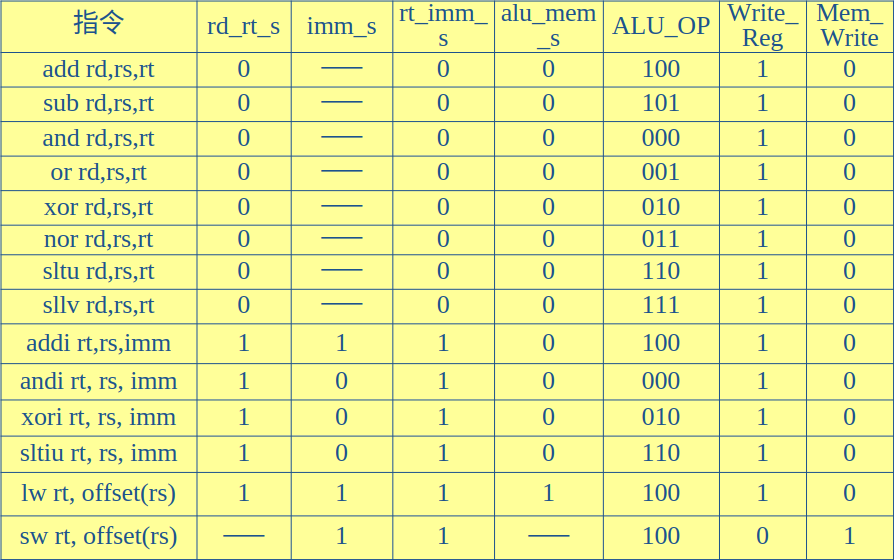 指令 rd_rt_s imm_s rt_imm_s alu_mem_s ALU_OP Write_Reg Mem_Write
add rd,rs,rt 0 — 0 0 100 1 0
sub rd,rs,rt 0 — 0 0 101 1 0
and rd,rs,rt 0 — 0 0 000 1 0
or rd,rs,rt 0 — 0 0 001 1 0
xor rd,rs,rt 0 — 0 0 010 1 0
nor rd,rs,rt 0 — 0 0 011 1 0
sltu rd,rs,rt 0 — 0 0 110 1 0
sllv rd,rs,rt 0 — 0 0 111 1 0
addi rt,rs,imm 1 1 1 0 100 1 0
andi rt, rs, imm 1 0 1 0 000 1 0
xori rt, rs, imm 1 0 1 0 010 1 0
sltiu rt, rs, imm 1 0 1 0 110 1 0
lw rt, offset(rs) 1 1 1 1 100 1 0
sw rt, offset(rs) — 1 1 — 100 0 1